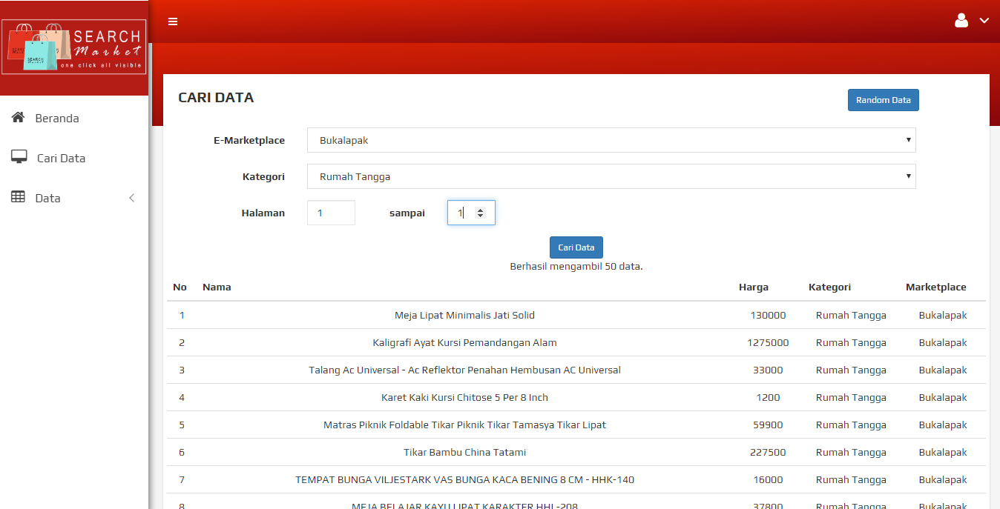 SEARCH
Market
one click all visible
SEARCH
Market
Beranda
Cari Data
Data
CARI DATA
Random Data
E-Marketplace Bukalapak
Kategori Rumah Tangga
Halaman 1 sampai 1
Cari Data
Berhasil mengambil 50 data.
No Nama Harga Kategori Marketplace
1 Meja Lipat Minimalis Jati Solid 130000 Rumah Tangga Bukalapak
2 Kaligrafi Ayat Kursi Pemandangan Alam 1275000 Rumah Tangga Bukalapak
3 Talang Ac Universal - Ac Reflektor Penahan Hembusan AC Universal 33000 Rumah Tangga Bukalapak
4 Karet Kaki Kursi Chitose 5 Per 8 Inch 1200 Rumah Tangga Bukalapak
5 Matras Piknik Foldable Tikar Piknik Tikar Tamasya Tikar Lipat 59900 Rumah Tangga Bukalapak
6 Tikar Bambu China Tatami 227500 Rumah Tangga Bukalapak
7 TEMPAT BUNGA VILJESTARK VAS BUNGA KACA BENING 8 CM - HHK-140 16000 Rumah Tangga Bukalapak
8 MEJA BELAJAR KAYU LIPAT KARAKTER HHL-208 37800 Rumah Tangga Bukalapak